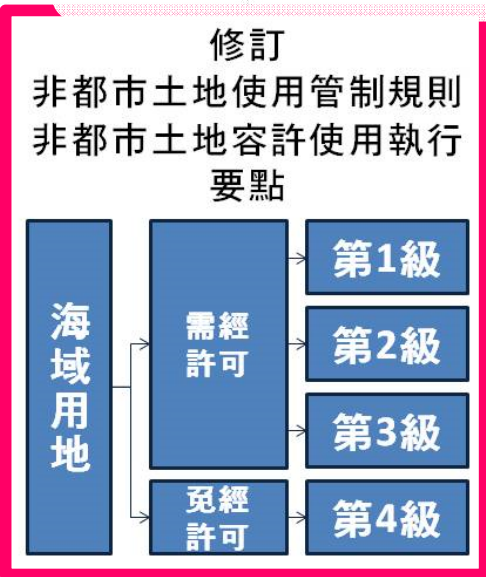 修訂
非都市土地使用管制規則
非都市土地容許使用執行
要點
海域用地
需經
許可
第1級
第2級
第3級
免經
許可
第4級